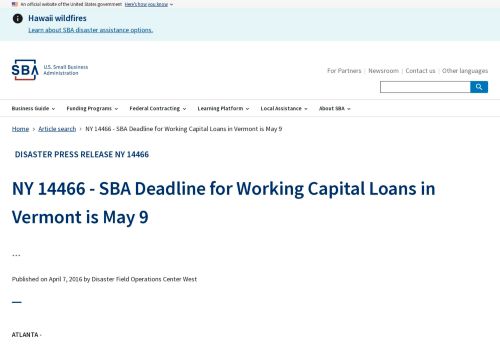 An official website of the United States government Here's how you know
Hawaii wildfires
Learn about SBA disaster assistance options.
SBA
U.S. Small Business
Administration
For Partners | Newsroom | Contact us | Other languages
Business Guide Funding Programs Federal Contracting Learning Platform Local Assistance About SBA
Home Article search NY 14466 - SBA Deadline for Working Capital Loans in Vermont is May 9
DISASTER PRESS RELEASE NY 14466
NY 14466 - SBA Deadline for Working Capital Loans in
Vermont is May 9
...
Published on April 7, 2016 by Disaster Field Operations Center West
ATLANTA -